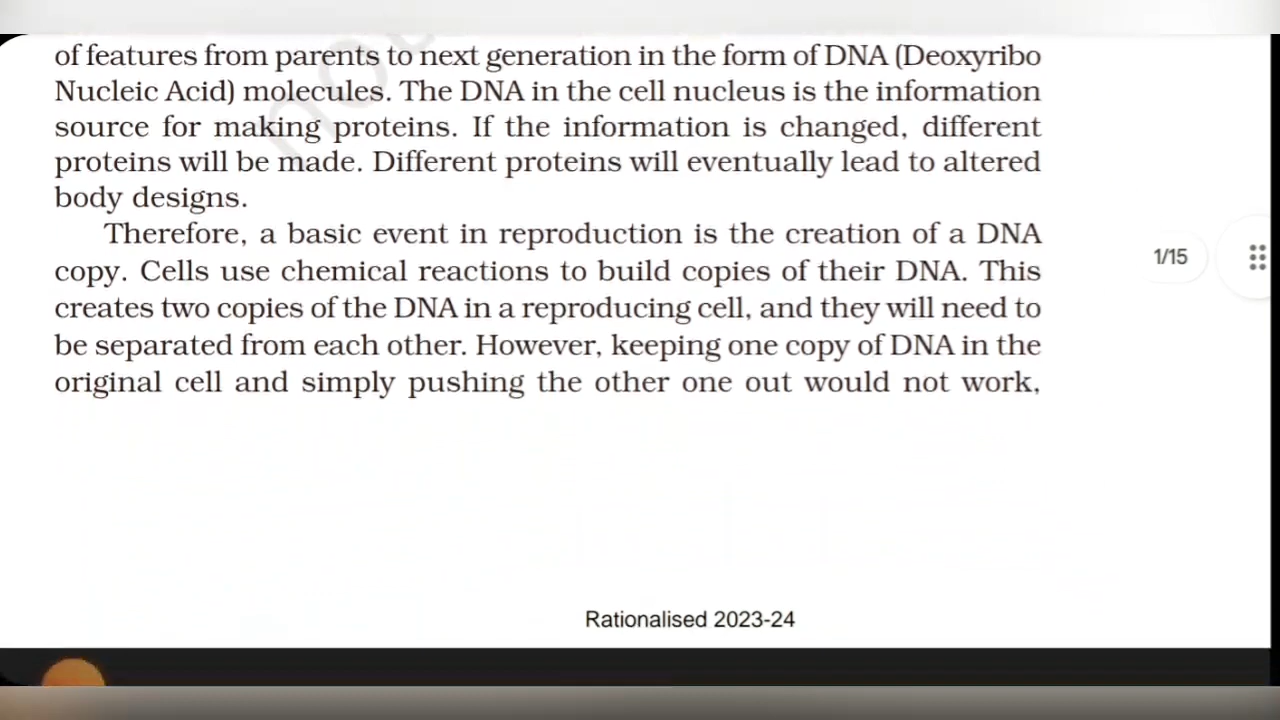 of features from parents to next generation in the form of DNA (Deoxyribo
Nucleic Acid) molecules. The DNA in the cell nucleus is the information
source for making proteins. If the information is changed, different
proteins will be made. Different proteins will eventually lead to altered
body designs.
Therefore, a basic event in reproduction is the creation of a DNA
copy. Cells use chemical reactions to build copies of their DNA. This
creates two copies of the DNA in a reproducing cell, and they will need to
be separated from each other. However, keeping one copy of DNA in the
original cell and simply pushing the other one out would not work,
1/15
Rationalised 2023-24